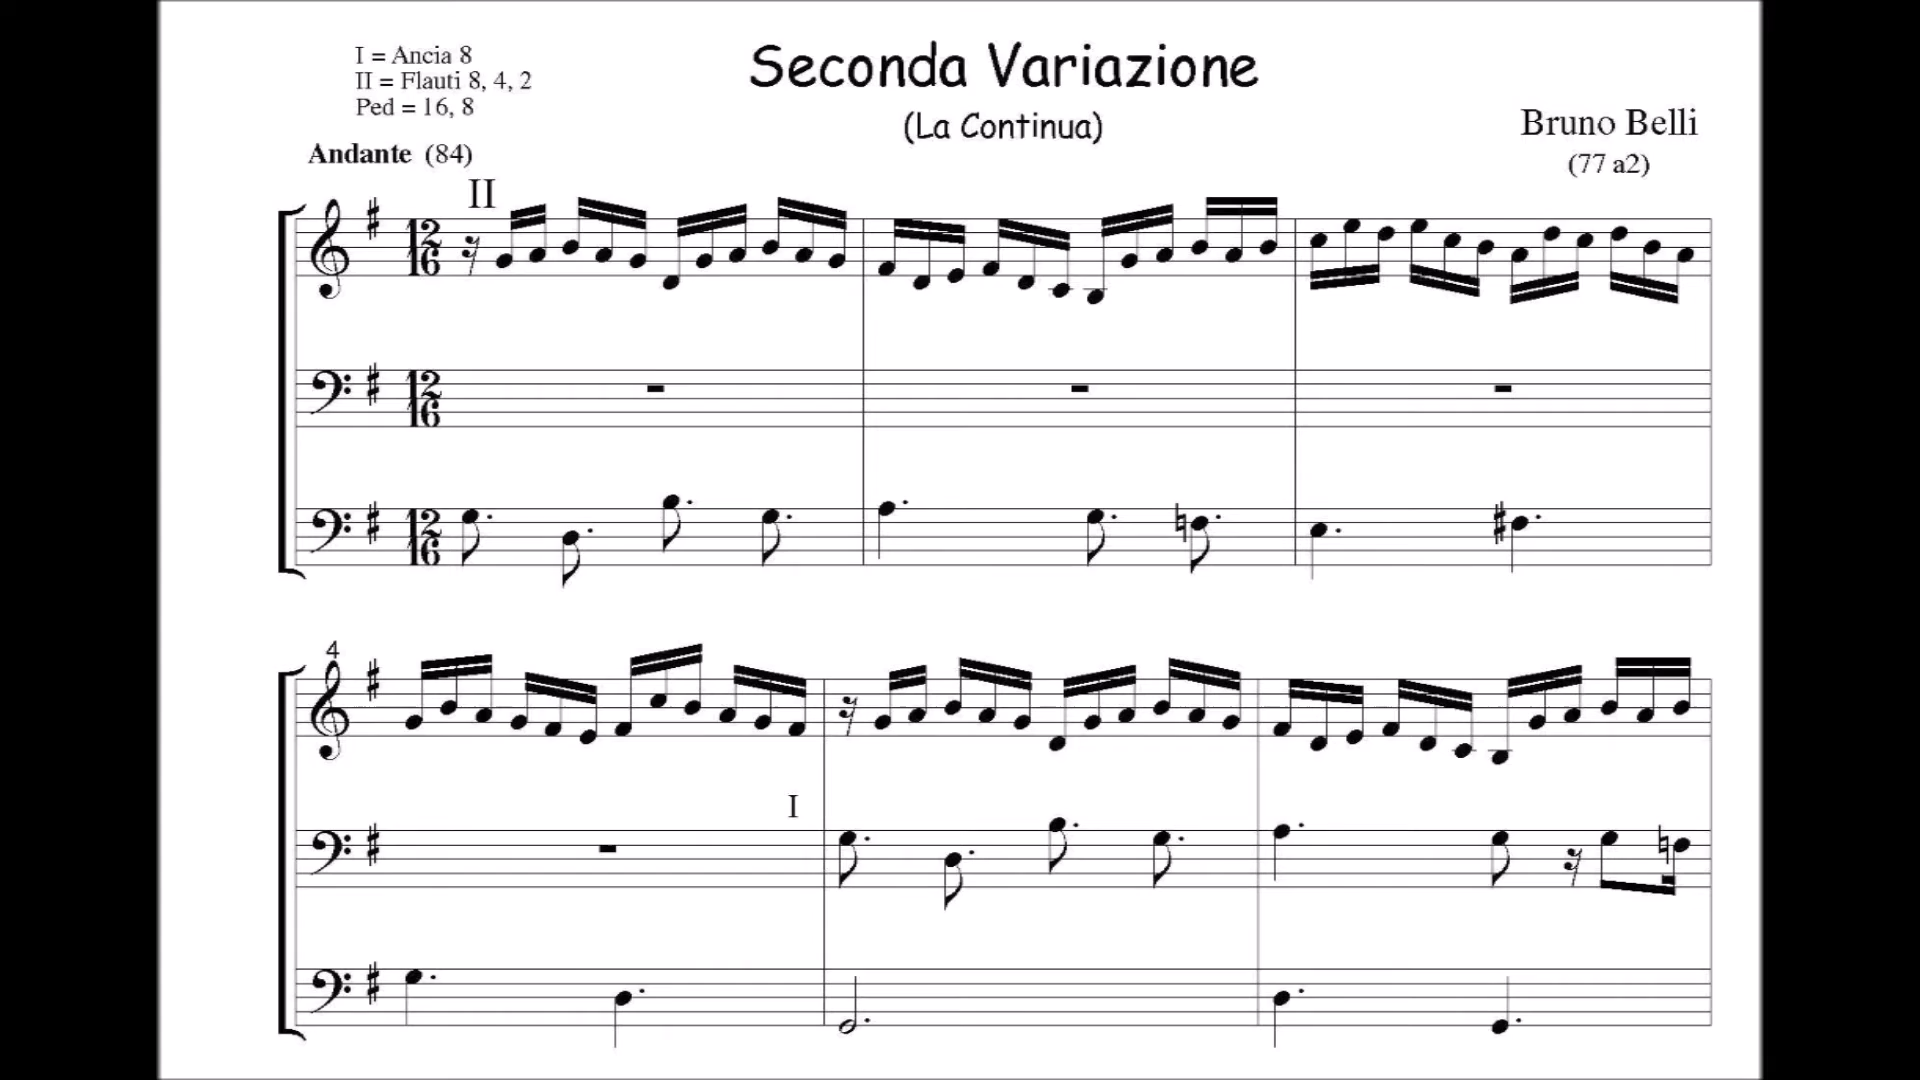 I = Ancia 8
II = Flauti 8, 4, 2
Ped = 16, 8
Seconda Variazione
(La Continua)
Bruno Belli
(77 a2)
Andante (84)
II
12
16
12
16
12
16
4
I